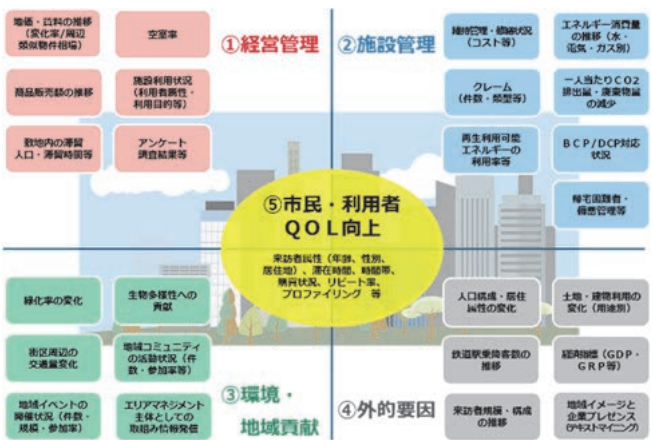 地価・賃料の推移
(変化率/周辺
類似物件相場)
空室率
商品販売額の推移
施設利用状況
(利用者属性・
利用目的等)
敷地内の滞留
人口・滞留時間等
アンケート
調査結果等
①経営管理
②施設管理
維持管理・修繕状況
(コスト等)
エネルギー消費量
の推移(水・
電気・ガス別)
クレーム
(件数・類型等)
一人当たりCO2
排出量・廃棄物量
の減少
再生利用可能
エネルギーの
利用率等
BCP/DCP対応
状況
帰宅困難者・
備蓄管理等
⑤市民・利用者
QOL向上
来訪者属性(年齢、性別、
居住地)、滞在時間、時間帯、
購買状況、リピート率、
プロファイリング 等
緑化率の変化
生物多様性への
貢献
街区周辺の
交通量変化
地域コミュニティ
の活動状況(件
数・参加率等)
地域イベントの
開催状況(件数・
規模・参加率)
エリアマネジメント
主体としての
取組み情報発信
③環境・
地域貢献
④外的要因
人口構成・居住
属性の変化
土地・建物利用の
変化(用途別)
鉄道駅乗降客数の
推移
経済指標(GDP・
GRP等)
来訪者規模・構成
の推移
地域イメージと
企業プレゼンス
(テキストマイニング)